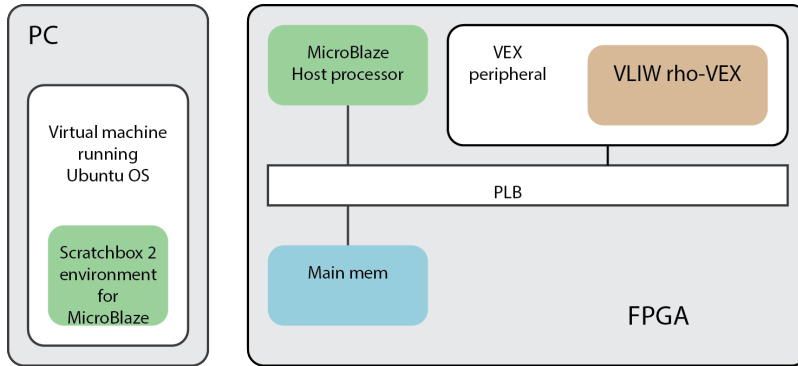 PC
Virtual machine
running
Ubuntu OS
Scratchbox 2
environment
for
MicroBlaze
MicroBlaze
Host processor
VEX
peripheral
VLIW rho-VEX
PLB
Main mem
FPGA